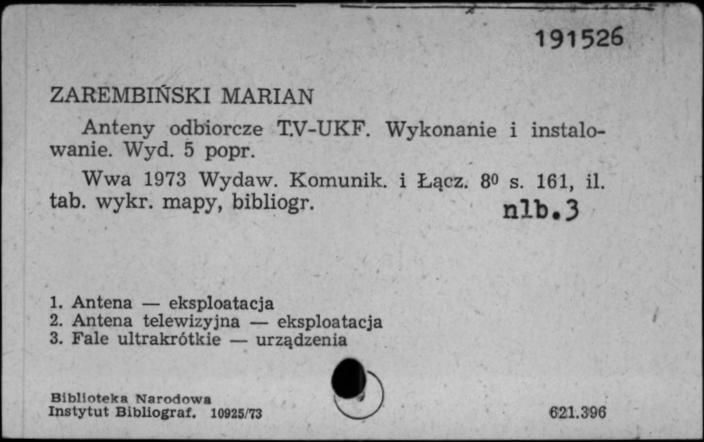 191526
ZAREMBIŃSKI MARIAN
Anteny odbiorcze TV-UKF. Wykonanie i instalo-
wanie. Wyd. 5 popr.
Wwa 1973 Wydaw. Komunik. i Łącz. 8⁰ s. 161, il.
tab. wykr. mapy, bibliogr.
nlb.3
1. Antena — eksploatacja
2. Antena telewizyjna — eksploatacja
3. Fale ultrakrótkie — urządzenia
Biblioteka Narodowa
Instytut Bibliograf. 10925/73
621.396